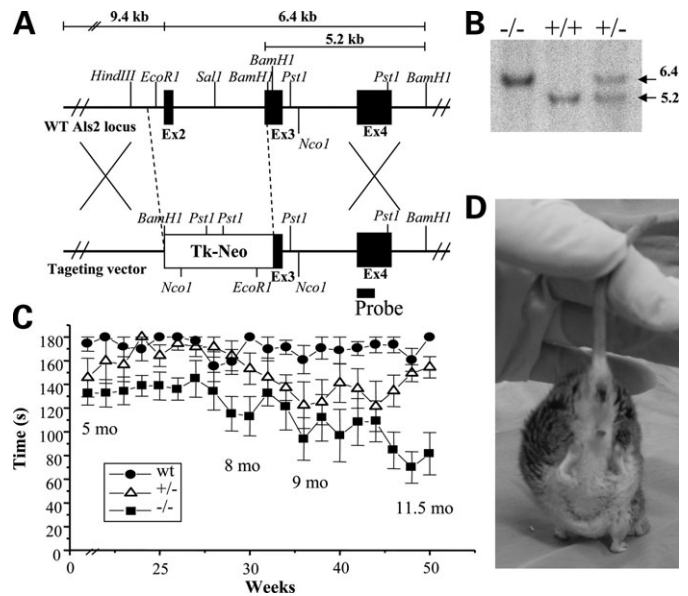 A
9.4 kb
6.4 kb
5.2 kb
HindIII
EcoR1
Sal1
BamH1
BamH1
Pst1
Pst1
BamH1
WT Als2 locus
Ex2
Ex3
Nco1
Ex4
BamH1
Pst1
Pst1
Pst1
Pst1
BamH1
Tageting vector
Tk-Neo
Ex3
Ex4
Nco1
EcoR1
Nco1
Probe
B
-/-
+/+
+/-
6.4
5.2
C
Time (s)
180
160
140
120
100
80
60
40
20
0
5 mo
8 mo
9 mo
11.5 mo
wt
+/-
-/-
0
25
30
40
50
Weeks
D